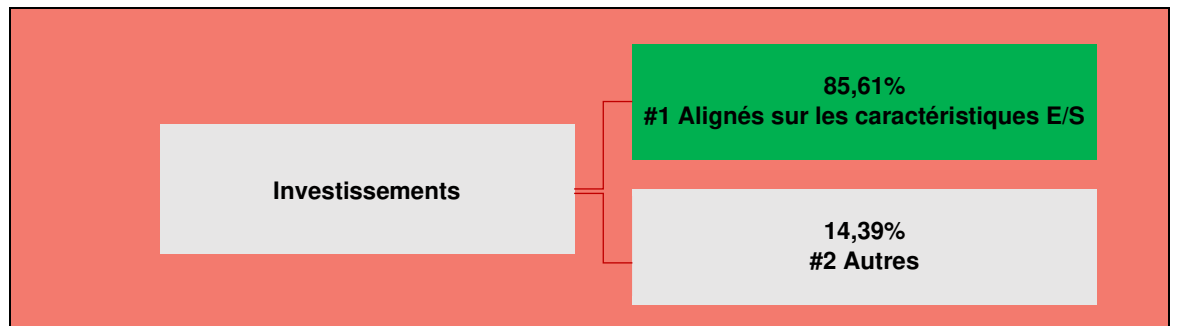 85,61%
#1 Alignés sur les caractéristiques E/S
Investissements
14,39%
#2 Autres